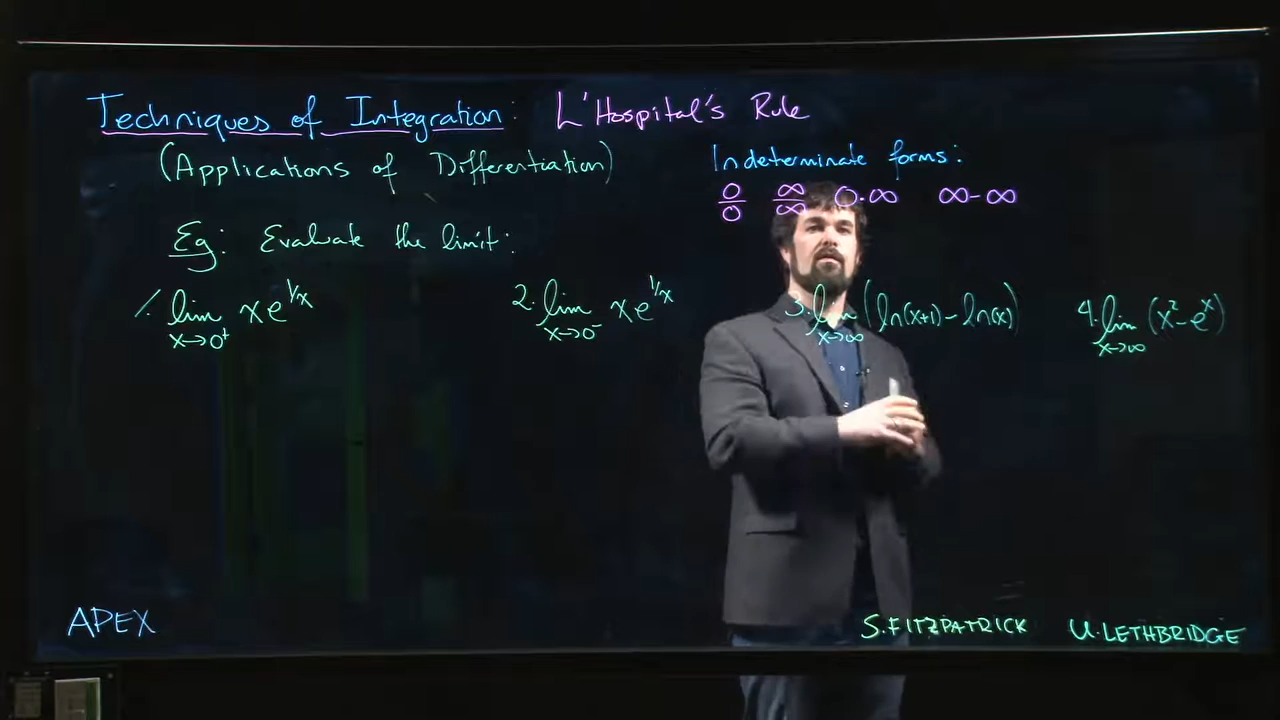 Techniques of Integration: L'Hospital's Rule
(Applications of Differentiation)
Indeterminate forms:
0/0 ∞/∞ 0·∞ ∞-∞
Eg: Evaluate the limit:
1. lim x→0⁺ xe^(1/x)
2. lim x→0⁻ xe^(1/x)
3. lim x→∞ (ln(x+1) - ln(x))
4. lim x→∞ (x² - eˣ)
APEX
S. FITZPATRICK U. LETHBRIDGE